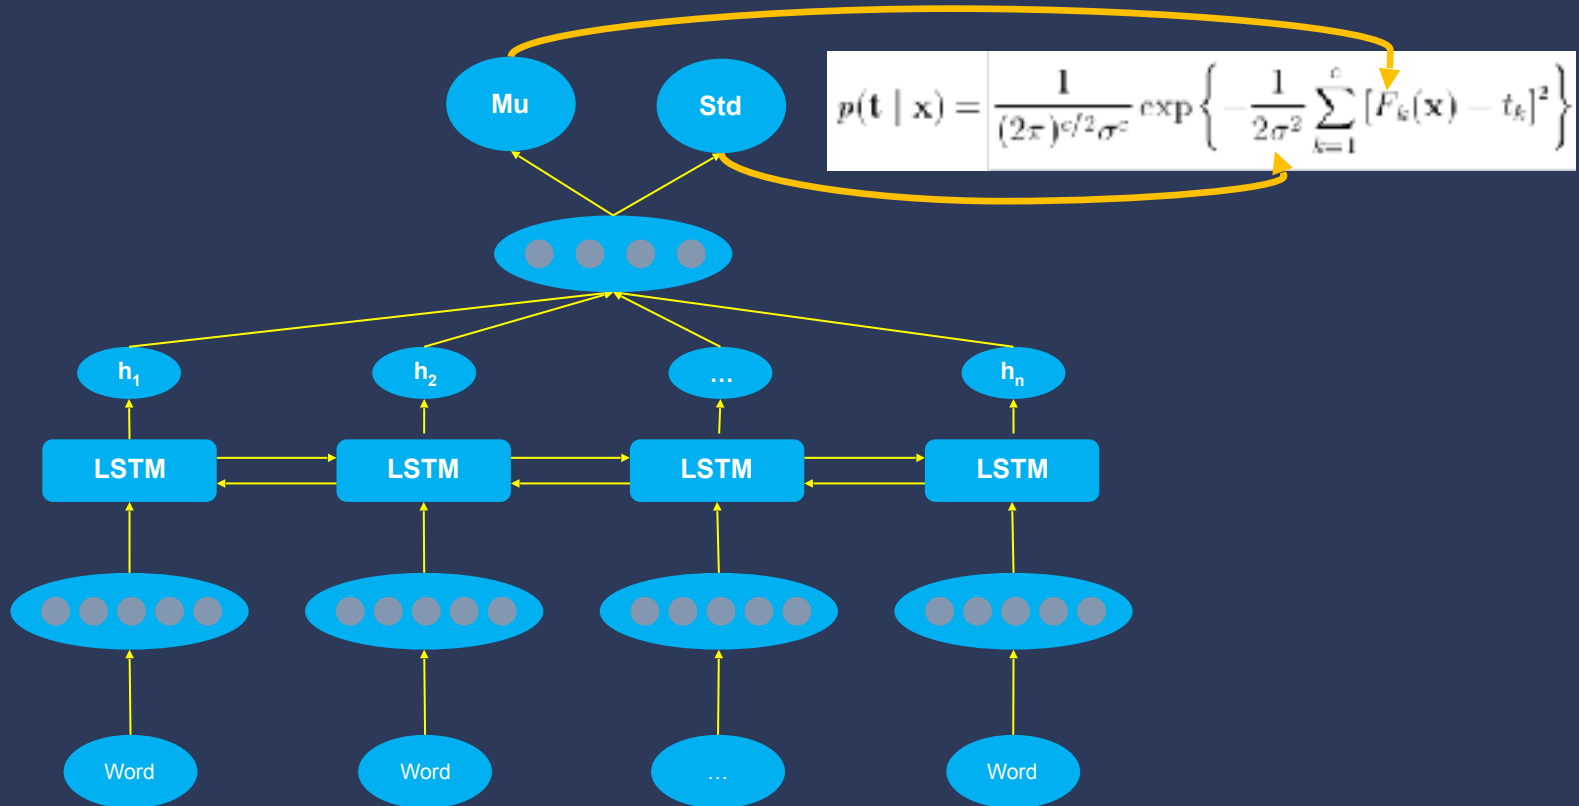 Mu Std p(t | x) = 1/((2π)^{c/2}σ^c) exp{ -1/(2σ²) ∑_{k=1}^{c} [F_k(x) − t_k]² }
h₁ h₂ … hₙ
LSTM LSTM LSTM LSTM
Word Word … Word